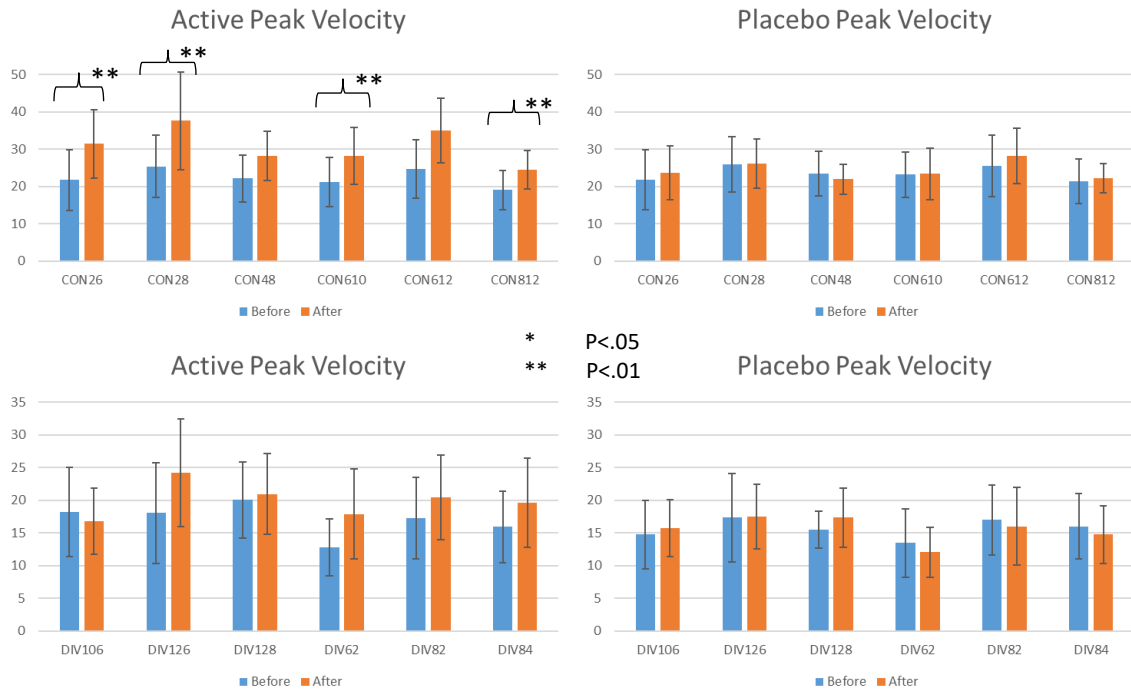 Active Peak Velocity
** ** ** **
50
40
30
20
10
0
CON26 CON28 CON48 CON610 CON612 CON812
Before After
Placebo Peak Velocity
50
40
30
20
10
0
CON26 CON28 CON48 CON610 CON612 CON812
Before After
* P<.05
** P<.01
Active Peak Velocity
35
30
25
20
15
10
5
0
DIV106 DIV126 DIV128 DIV62 DIV82 DIV84
Before After
Placebo Peak Velocity
35
30
25
20
15
10
5
0
DIV106 DIV126 DIV128 DIV62 DIV82 DIV84
Before After